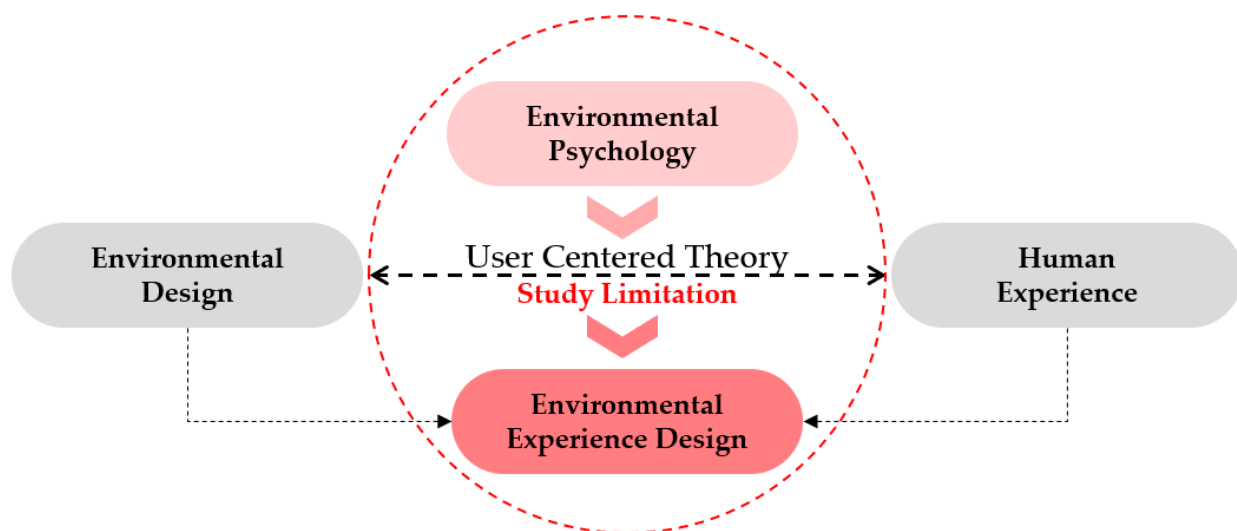 Environmental
Psychology
Environmental
Design
User Centered Theory
Study Limitation
Human
Experience
Environmental
Experience Design